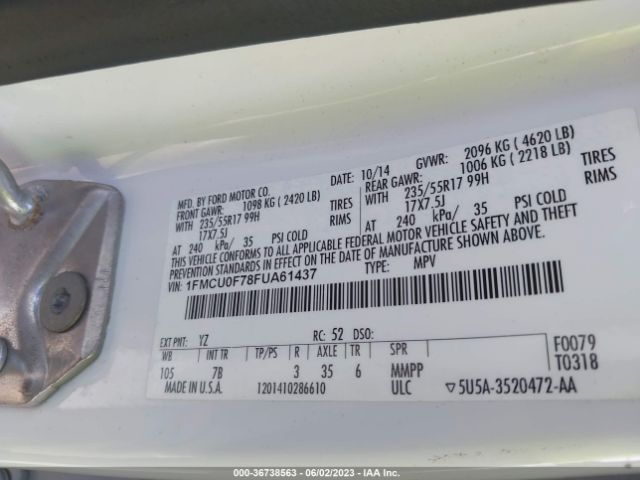 MFD. BY FORD MOTOR CO.
DATE: 10/14 GVWR: 2096 KG ( 4620 LB)
FRONT GAWR: 1098 KG ( 2420 LB)
REAR GAWR: 1006 KG ( 2218 LB)
WITH 235/55R17 99H TIRES
WITH 235/55R17 99H TIRES
17X7.5J RIMS
17X7.5J RIMS
AT 240 kPa/ 35 PSI COLD
AT 240 kPa/ 35 PSI COLD
THIS VEHICLE CONFORMS TO ALL APPLICABLE FEDERAL MOTOR VEHICLE SAFETY AND THEFT
PREVENTION STANDARDS IN EFFECT ON THE DATE OF MANUFACTURE SHOWN ABOVE.
VIN: 1FMCU0F78FUA61437 TYPE: MPV
EXT PNT: YZ RC: 52 DSO:
WB INT TR TP/PS R AXLE TR SPR
105 7B 3 35 6 MMPP
F0079
T0318
MADE IN U.S.A. 1201410286610 ULC ▽5U5A-3520472-AA
000-36738563 - 06/02/2023 - IAA Inc.